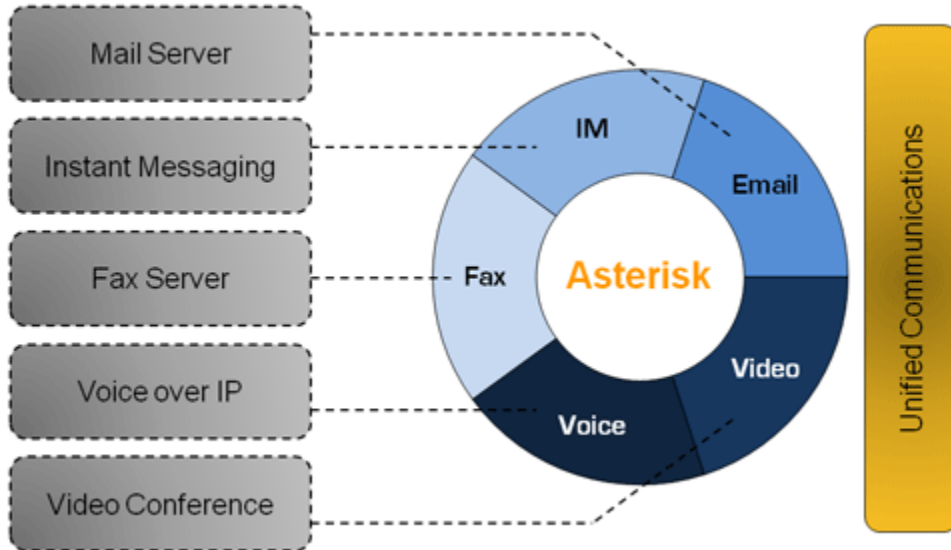 Mail Server
Instant Messaging
Fax Server
Voice over IP
Video Conference
IM
Email
Fax
Asterisk
Video
Voice
Unified Communications